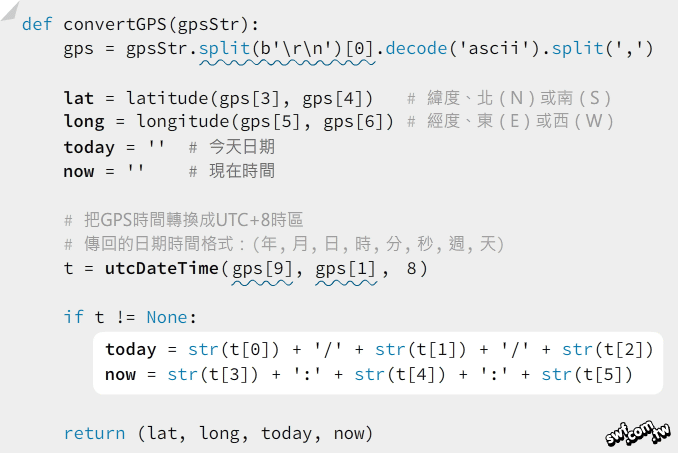 def convertGPS(gpsStr):
    gps = gpsStr.split(b'\r\n')[0].decode('ascii').split(',')
    lat = latitude(gps[3], gps[4])   # 緯度、北(N)或南(S)
    long = longitude(gps[5], gps[6]) # 經度、東(E)或西(W)
    today = ''  # 今天日期
    now = ''    # 現在時間
    # 把GPS時間轉換成UTC+8時區
    # 傳回的日期時間格式:(年, 月, 日, 時, 分, 秒, 週, 天)
    t = utcDateTime(gps[9], gps[1], 8)
    if t != None:
        today = str(t[0]) + '/' + str(t[1]) + '/' + str(t[2])
        now = str(t[3]) + ':' + str(t[4]) + ':' + str(t[5])
    return (lat, long, today, now)
swf.com.tw